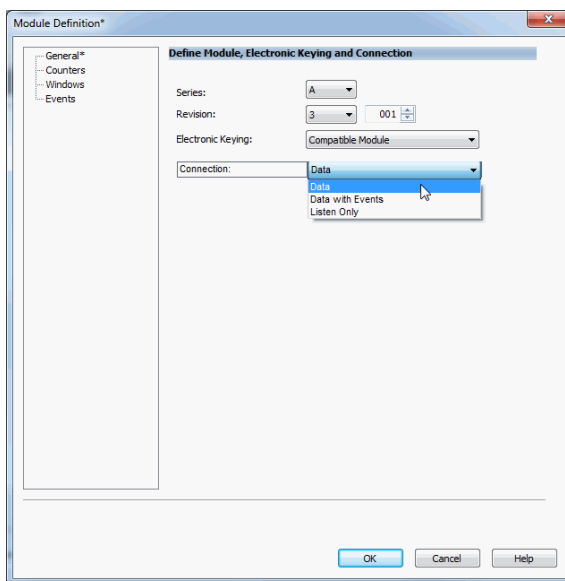 Module Definition*
General*
Counters
Windows
Events
Define Module, Electronic Keying and Connection
Series: A
Revision: 3 001
Electronic Keying: Compatible Module
Connection: Data
Data
Data with Events
Listen Only
OK Cancel Help